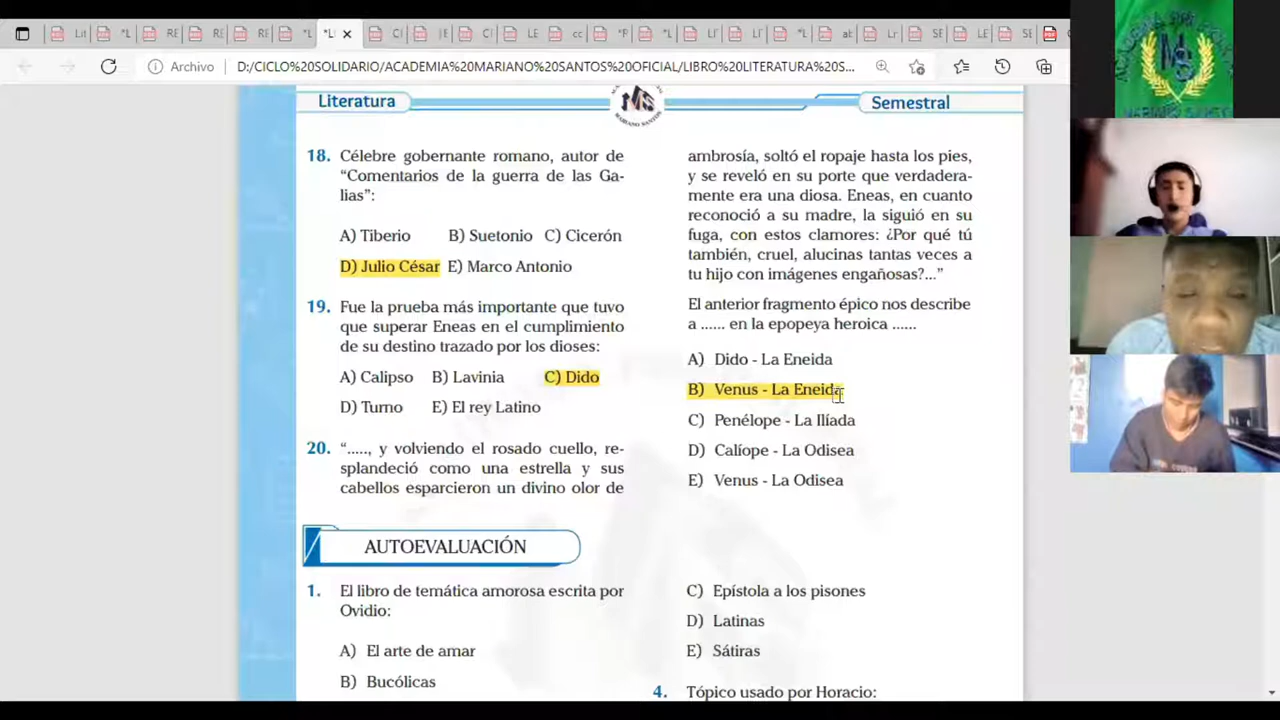 Archivo
D:/CICLO%20SOLIDARIO/ACADEMIA%20MARIANO%20SANTOS%20OFICIAL/LIBRO%20LITERATURA%20S...
Literatura
Semestral
18. Célebre gobernante romano, autor de
“Comentarios de la guerra de las Ga-
lias”:
A) Tiberio B) Suetonio C) Cicerón
D) Julio César E) Marco Antonio
19. Fue la prueba más importante que tuvo
que superar Eneas en el cumplimiento
de su destino trazado por los dioses:
A) Calipso B) Lavinia C) Dido
D) Turno E) El rey Latino
20. “....., y volviendo el rosado cuello, re-
splandeció como una estrella y sus
cabellos esparcieron un divino olor de
ambrosía, soltó el ropaje hasta los pies,
y se reveló en su porte que verdadera-
mente era una diosa. Eneas, en cuanto
reconoció a su madre, la siguió en su
fuga, con estos clamores: ¿Por qué tú
también, cruel, alucinas tantas veces a
tu hijo con imágenes engañosas?...”
El anterior fragmento épico nos describe
a ...... en la epopeya heroica ......
A) Dido - La Eneida
B) Venus - La Eneida
C) Penélope - La Ilíada
D) Calíope - La Odisea
E) Venus - La Odisea
AUTOEVALUACIÓN
1. El libro de temática amorosa escrita por
Ovidio:
A) El arte de amar
B) Bucólicas
C) Epístola a los pisones
D) Latinas
E) Sátiras
4. Tópico usado por Horacio: